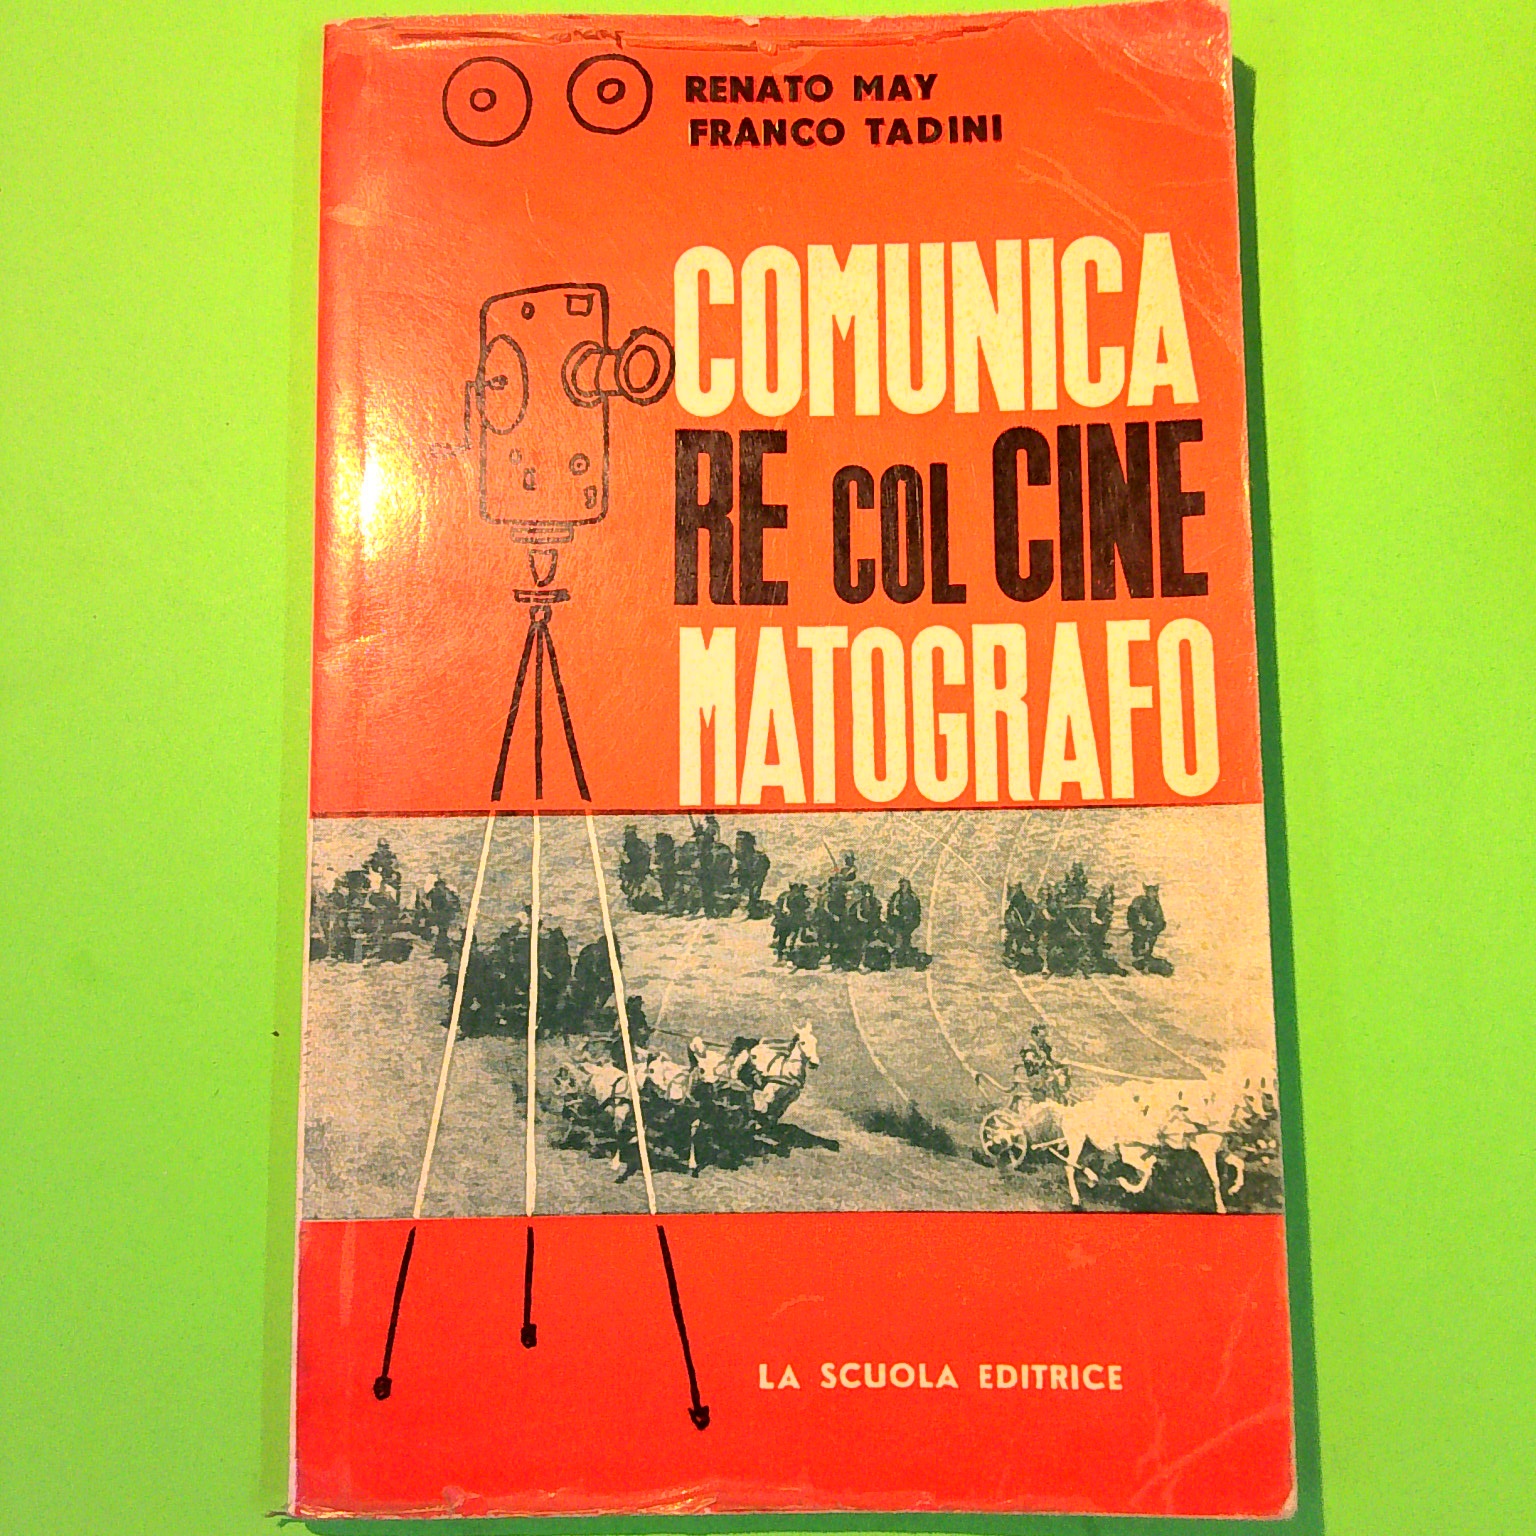 RENATO MAY
FRANCO TADINI
COMUNICA
RE COL CINE
MATOGRAFO
LA SCUOLA EDITRICE